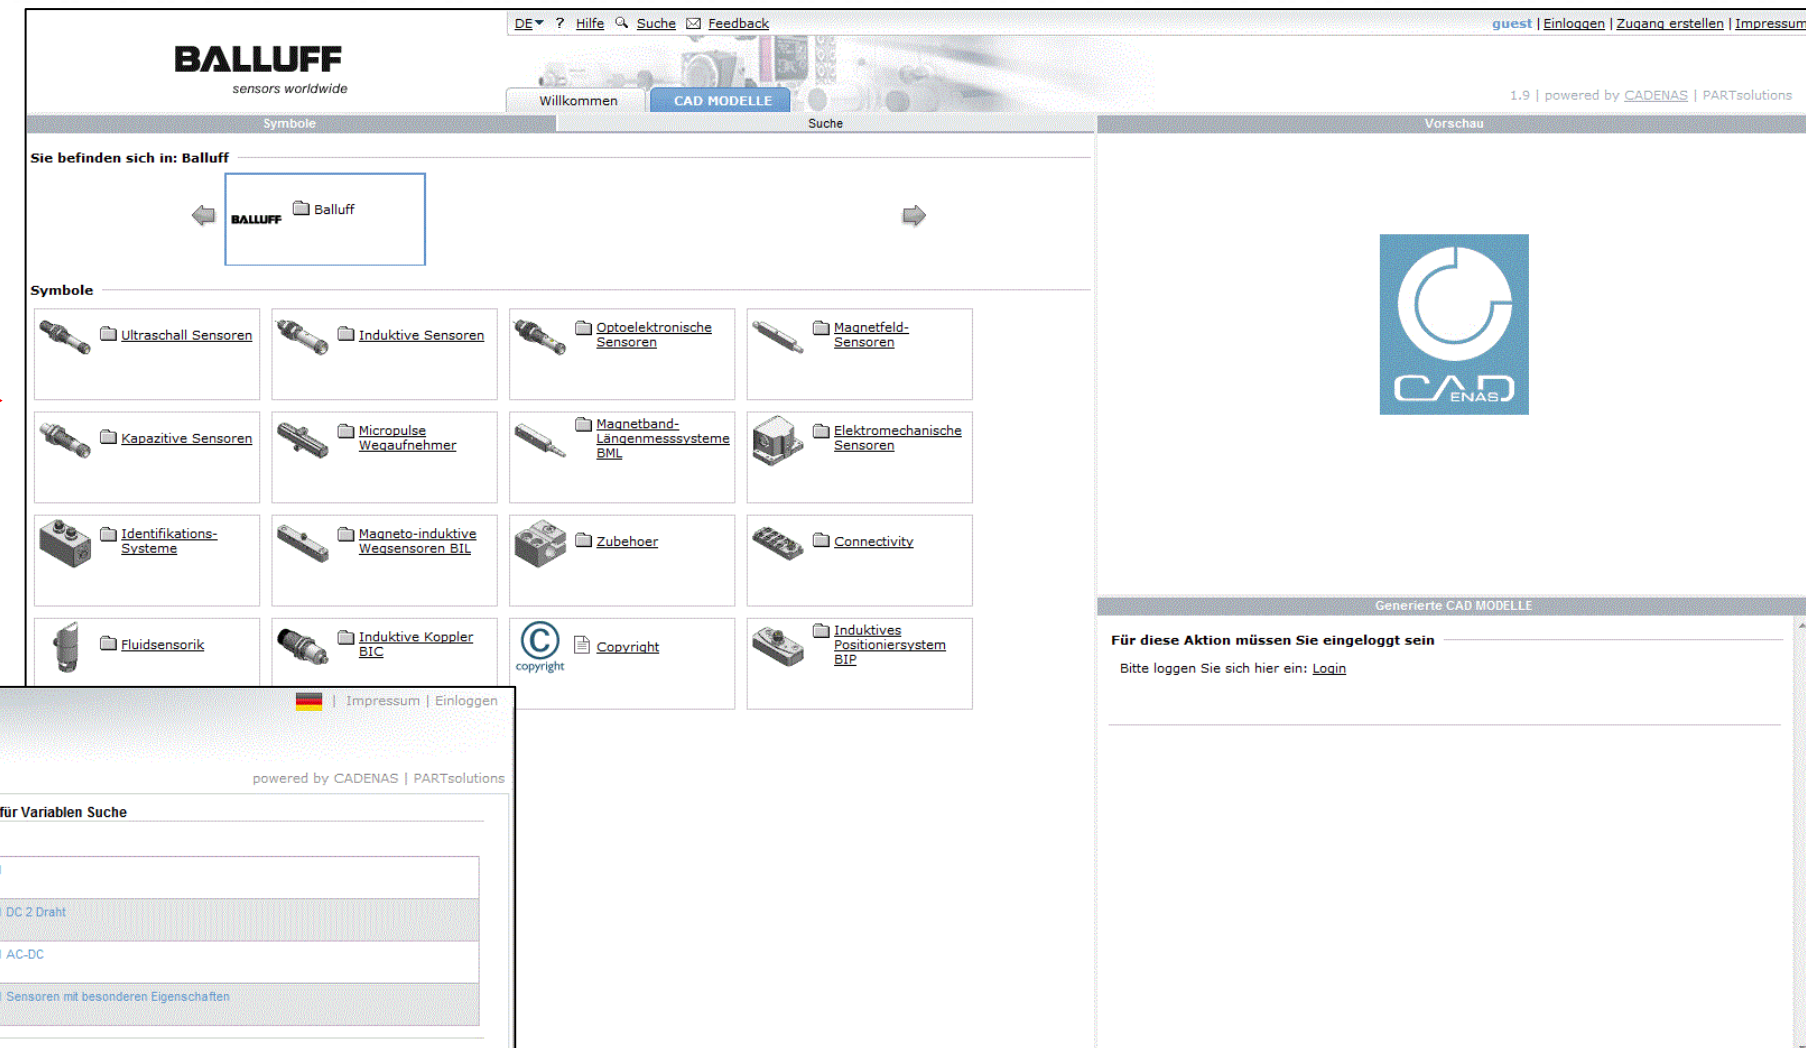 DE ? Hilfe Suche Feedback
guest | Einloggen | Zugang erstellen | Impressum
BALLUFF
sensors worldwide
Willkommen
CAD MODELLE
1.9 | powered by CADENAS | PARTsolutions
Symbole
Suche
Vorschau
Sie befinden sich in: Balluff
BALLUFF
Balluff
Symbole
Ultraschall Sensoren
Induktive Sensoren
Optoelektronische
Sensoren
Magnetfeld-
Sensoren
CAD
ENAS
Kapazitive Sensoren
Micropulse
Wegaufnehmer
Magnetband-
Längenmesssysteme
BML
Elektromechanische
Sensoren
Identifikations-
Systeme
Magneto-induktive
Wegsensoren BIL
Zubehoer
Connectivity
Generierte CAD MODELLE
Fluidsensorik
Induktive Koppler
BIC
C
copyright
Copyright
Induktives
Positioniersystem
BIP
Für diese Aktion müssen Sie eingeloggt sein
Bitte loggen Sie sich hier ein: Login
| Impressum | Einloggen
powered by CADENAS | PARTsolutions
für Variablen Suche
DC 2 Draht
AC-DC
Sensoren mit besonderen Eigenschaften